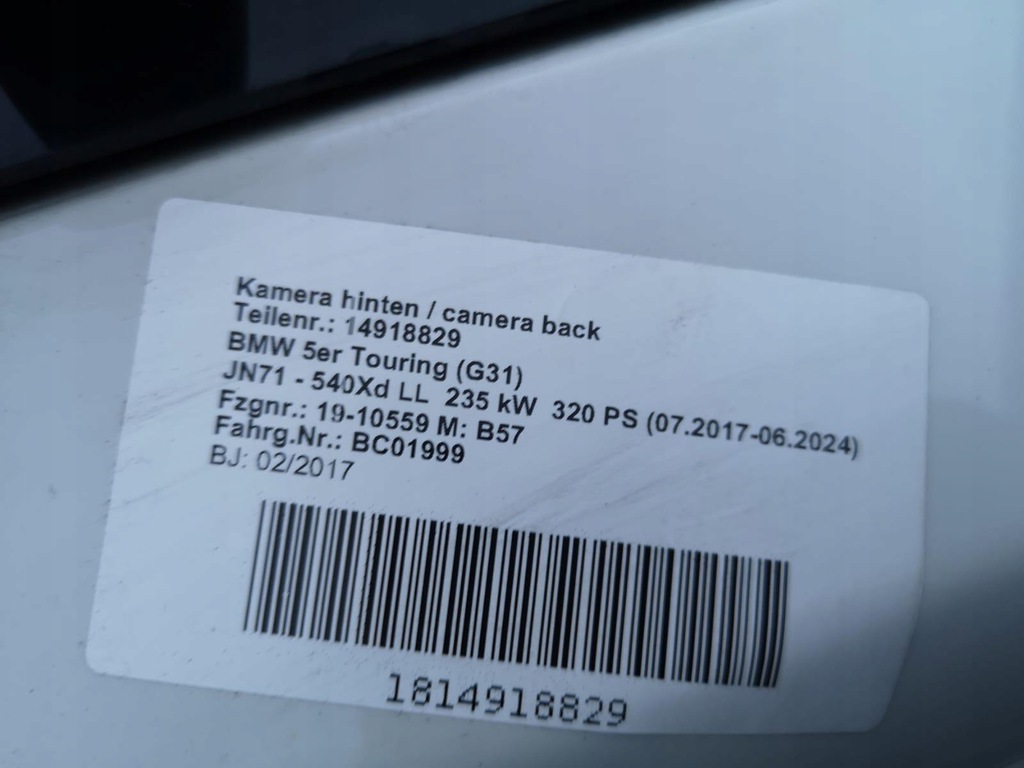 Kamera hinten / camera back
Teilenr.: 14918829
BMW 5er Touring (G31)
JN71 - 540Xd LL 235 kW 320 PS (07.2017-06.2024)
Fzgnr.: 19-10559 M: B57
Fahrg.Nr.: BC01999
BJ: 02/2017
1814918829